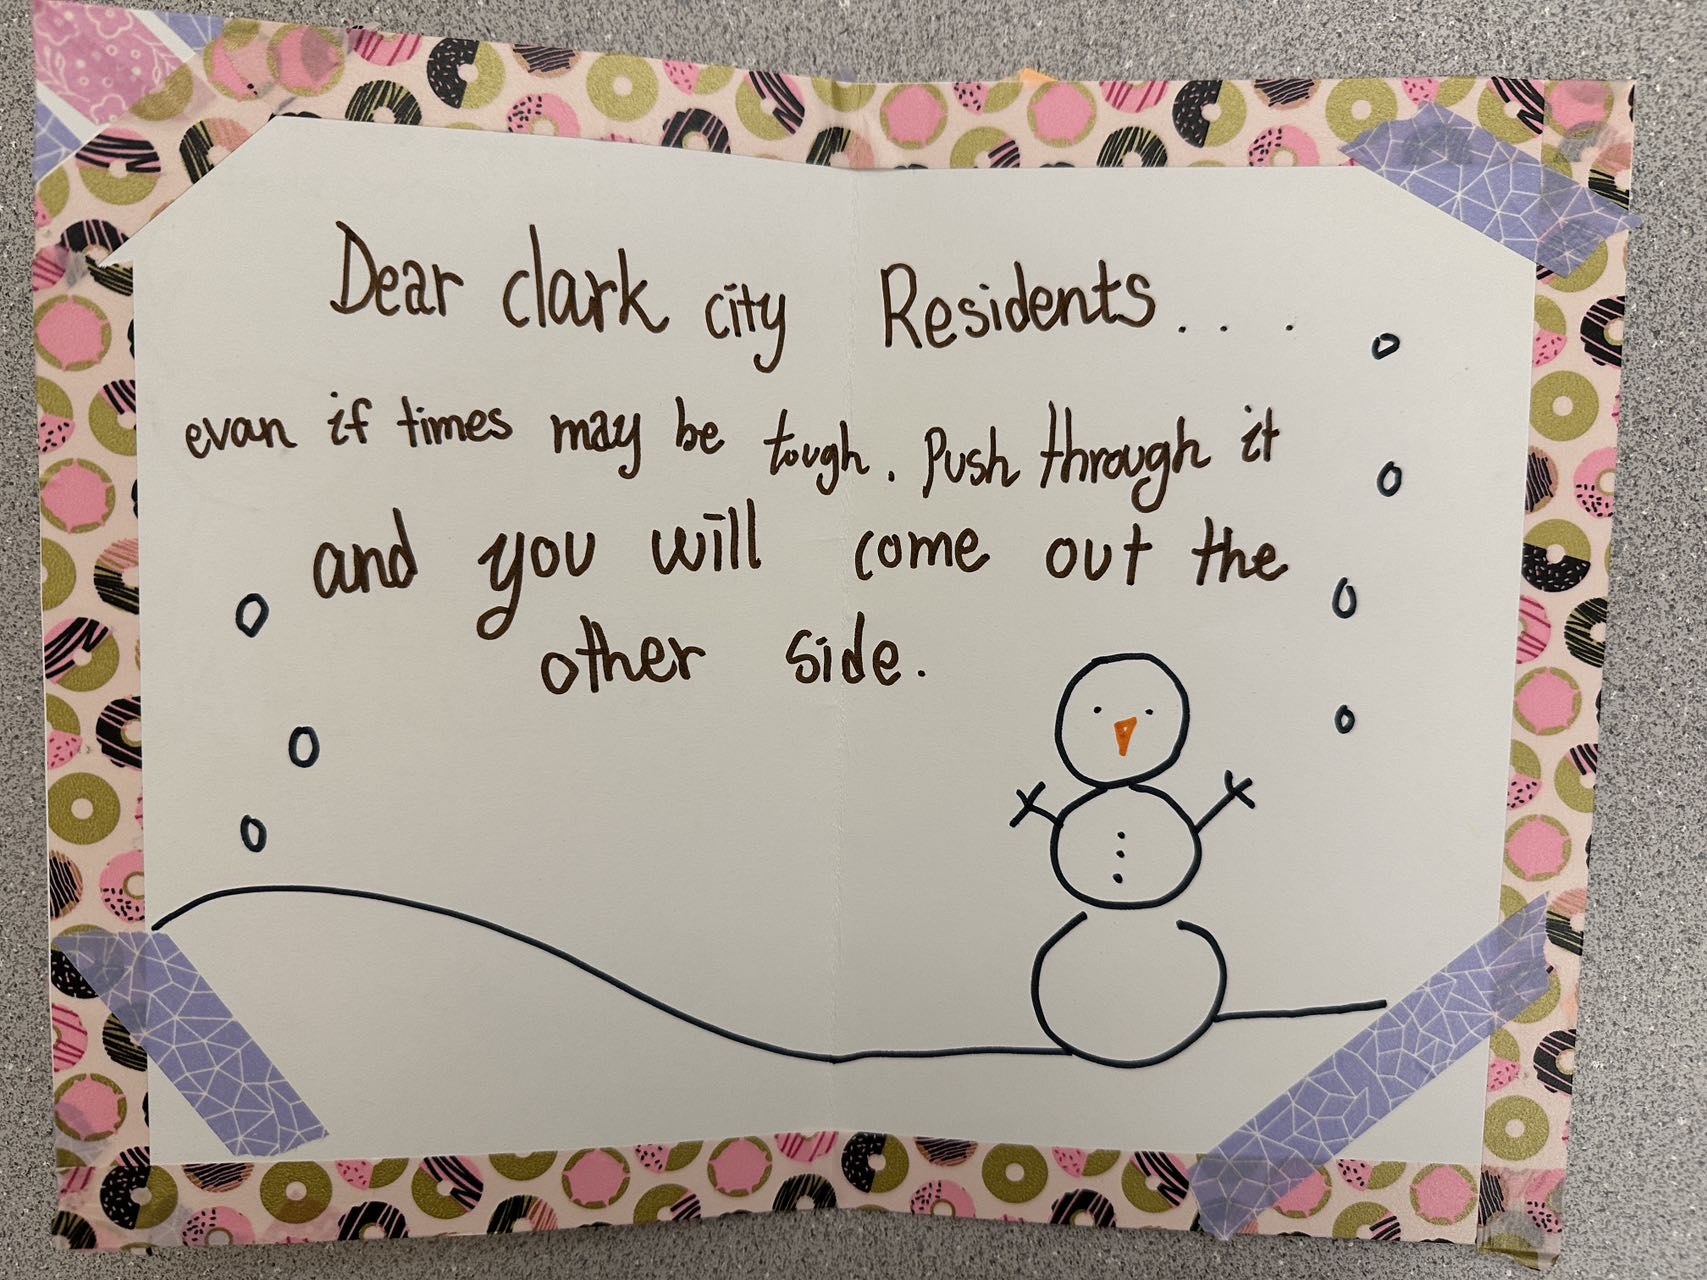 Dear clark city Residents. . .
evan if times may be tough. Push through it
and you will come out the
other side.